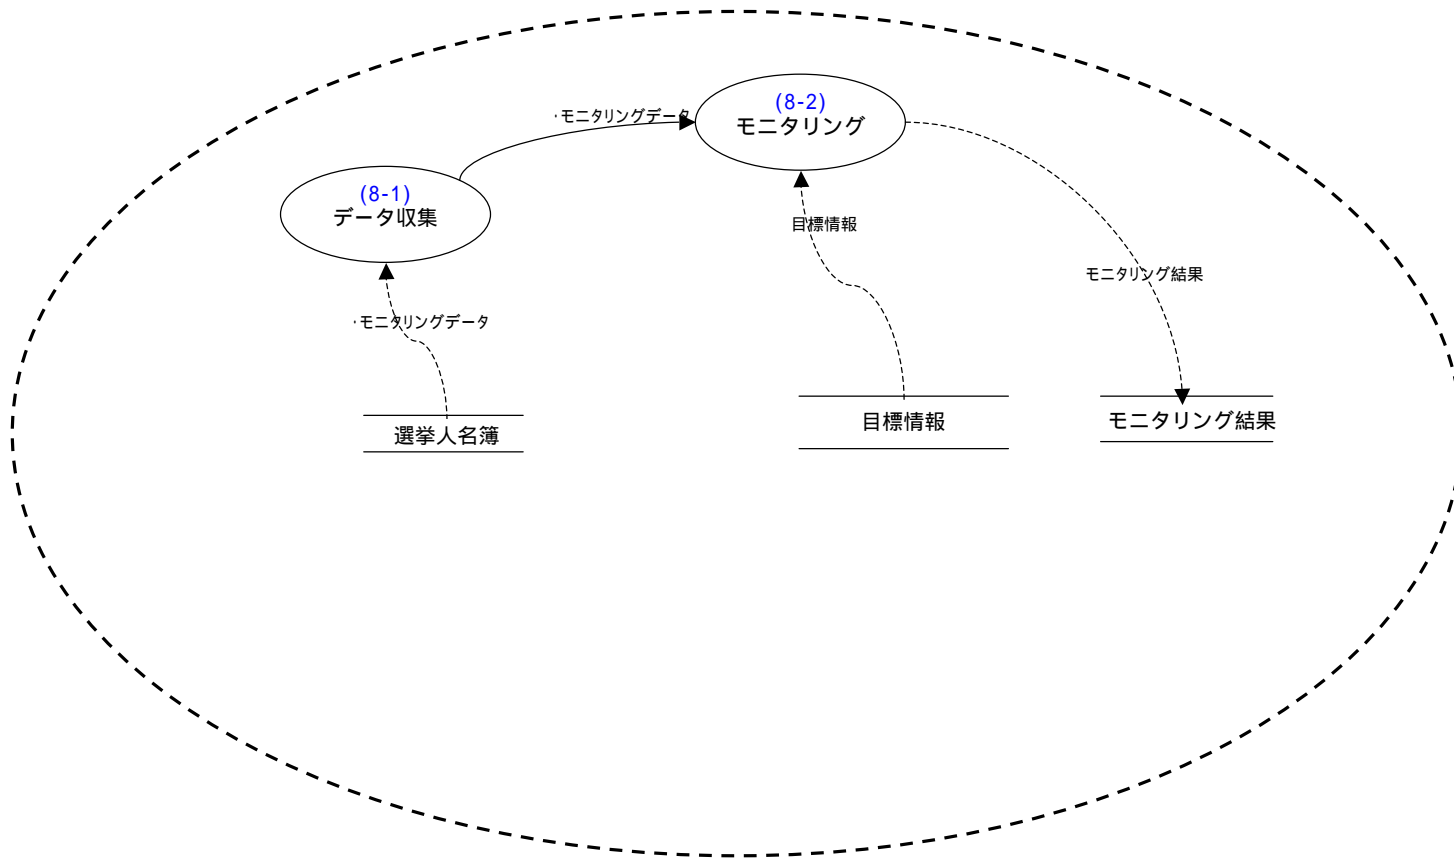 (8-2)
モニタリング
・モニタリングデータ
(8-1)
データ収集
目標情報
モニタリング結果
・モニタリングデータ
選挙人名簿
目標情報
モニタリング結果